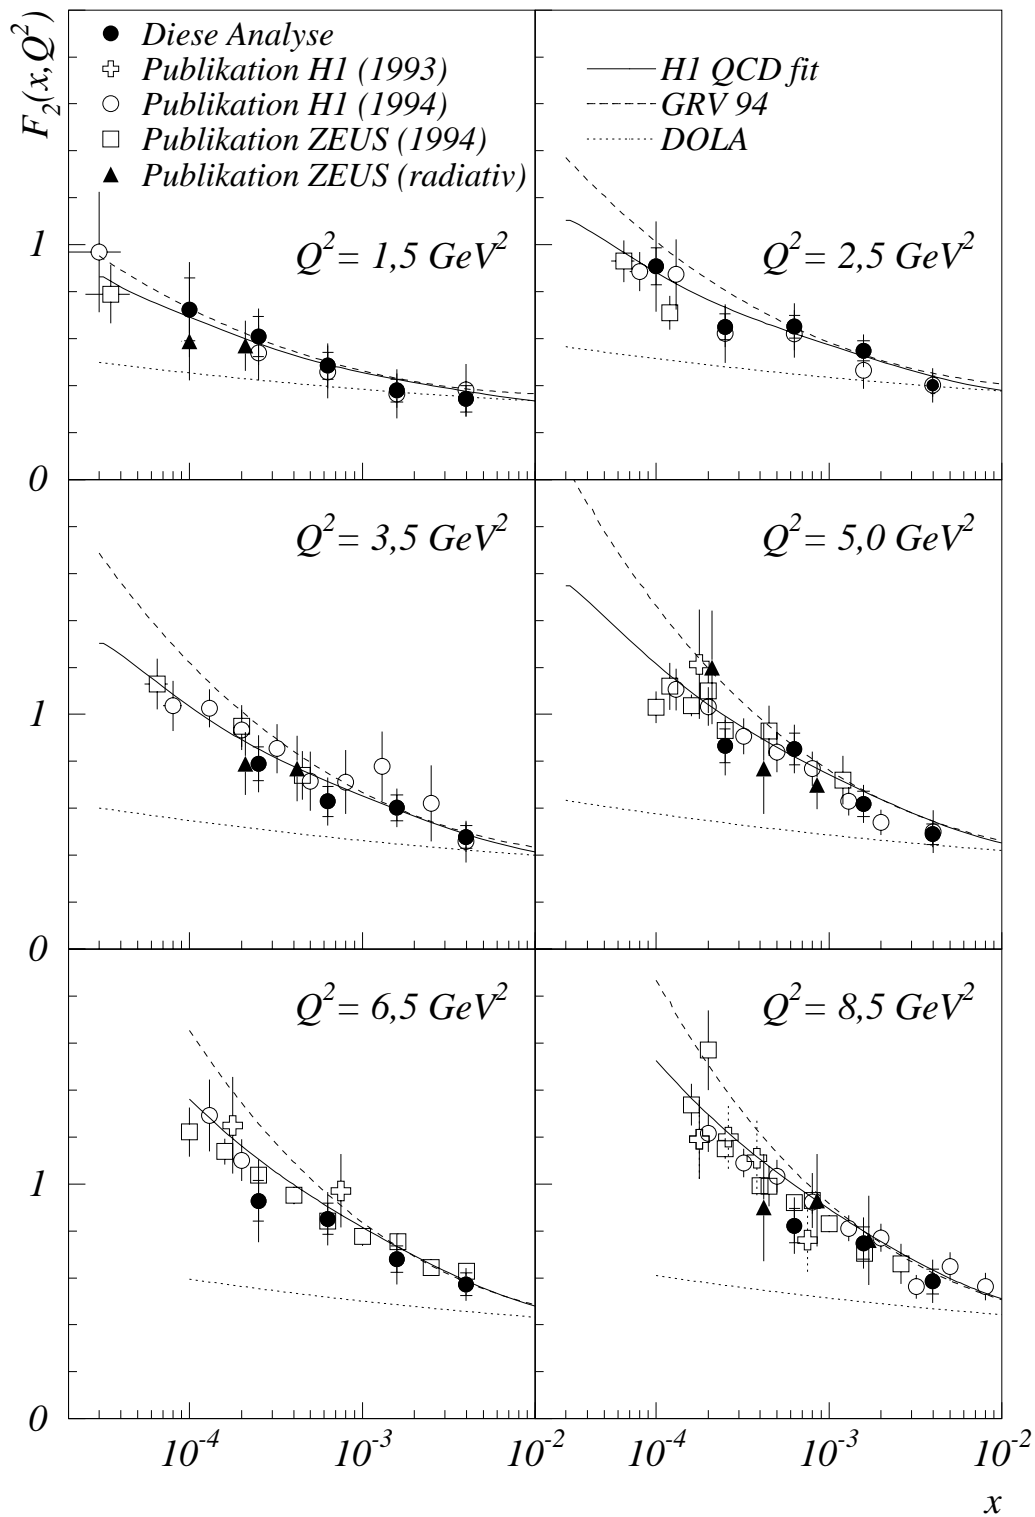 F₂(x,Q²)
Diese Analyse
Publikation H1 (1993)
Publikation H1 (1994)
Publikation ZEUS (1994)
Publikation ZEUS (radiativ)
H1 QCD fit
GRV 94
DOLA
1
Q² = 1,5 GeV²
Q² = 2,5 GeV²
0
Q² = 3,5 GeV²
Q² = 5,0 GeV²
1
0
Q² = 6,5 GeV²
Q² = 8,5 GeV²
1
0
10⁻⁴ 10⁻³ 10⁻² 10⁻⁴ 10⁻³ 10⁻²
x